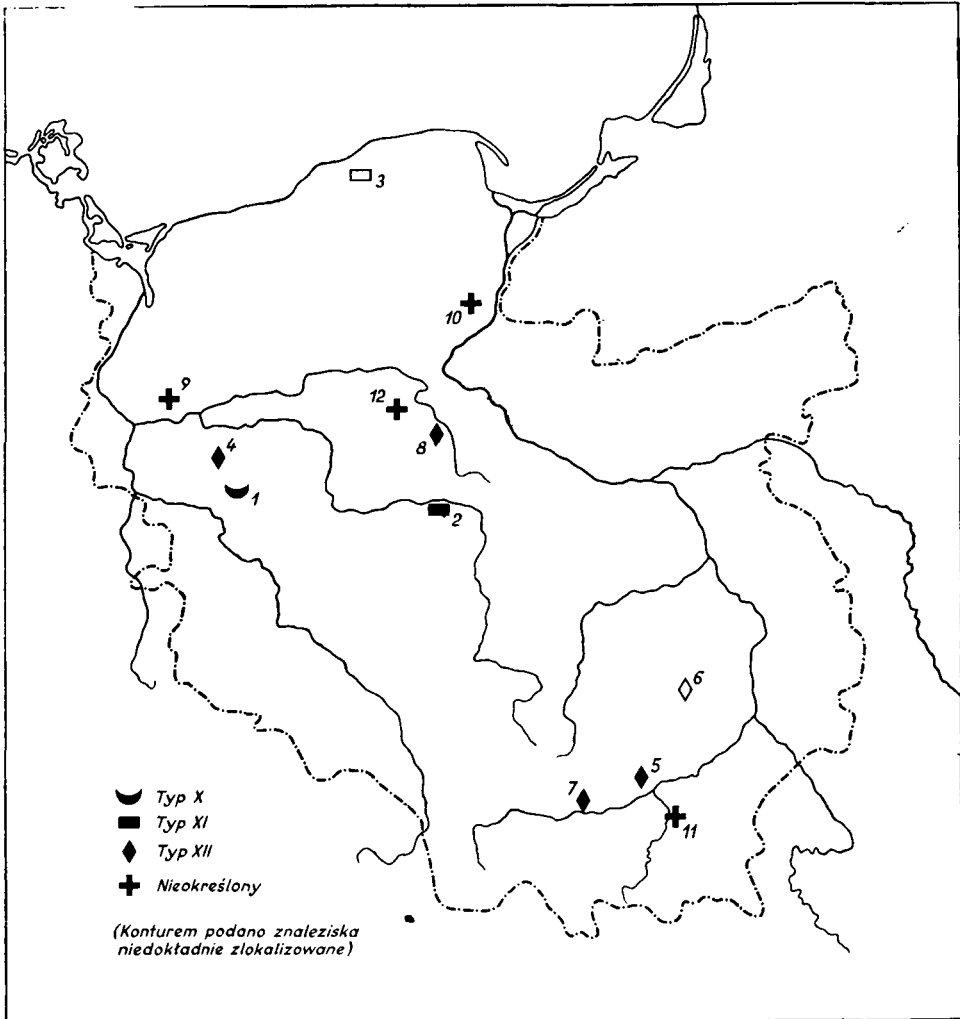 3
10
9
12
8
4
1
2
6
5
7
11
Typ X
Typ XI
Typ XII
Nieokreślony
(Konturem podano znaleziska
niedokładnie zlokalizowane)